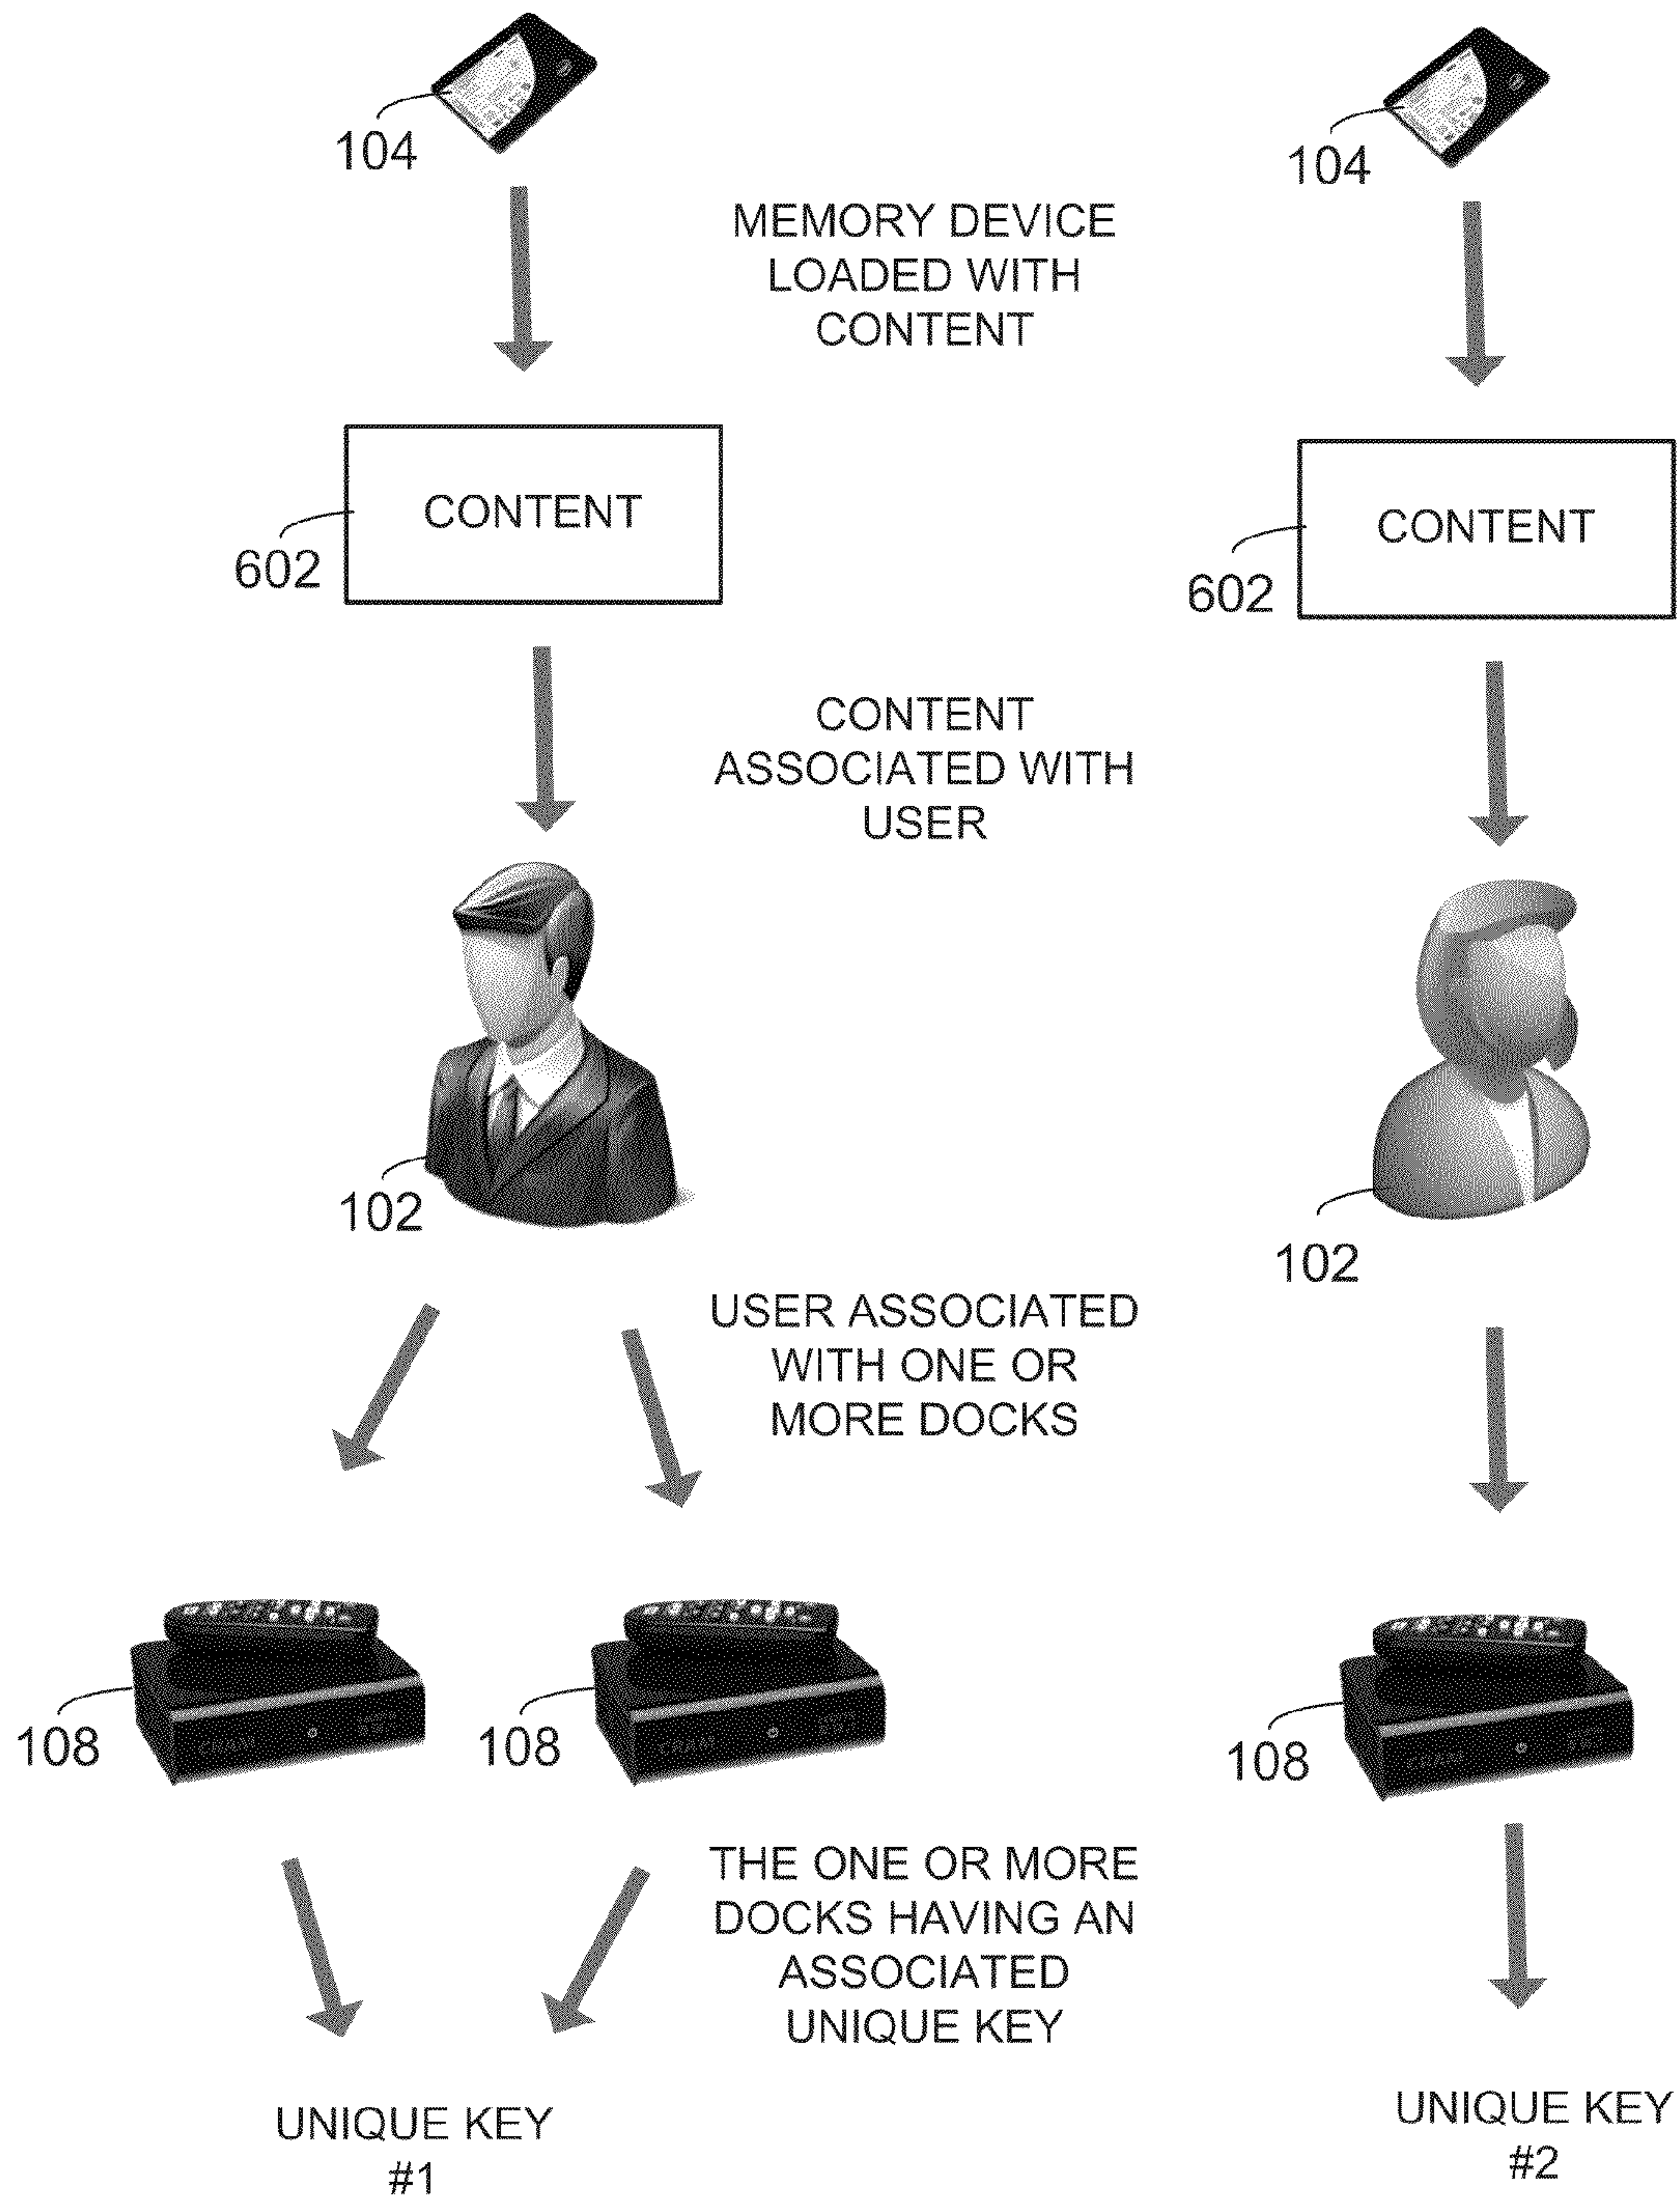 104
104
MEMORY DEVICE
LOADED WITH
CONTENT
CONTENT
602
CONTENT
602
CONTENT
ASSOCIATED WITH
USER
102
102
USER ASSOCIATED
WITH ONE OR
MORE DOCKS
108
108
108
THE ONE OR MORE
DOCKS HAVING AN
ASSOCIATED
UNIQUE KEY
UNIQUE KEY
#1
UNIQUE KEY
#2